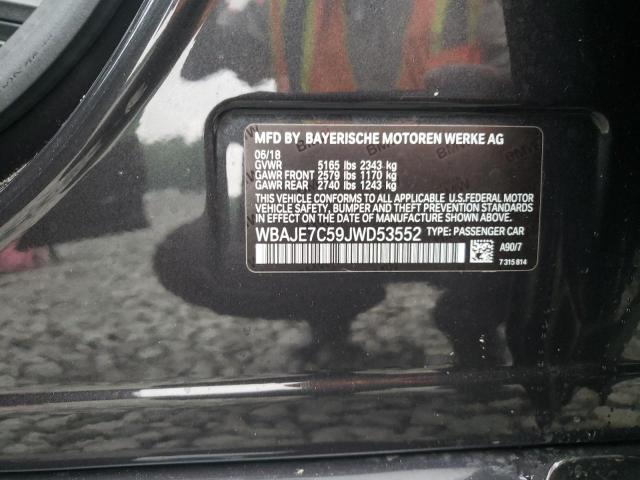 MFD BY BAYERISCHE MOTOREN WERKE AG
06/18
GVWR 5165 lbs 2343 kg
GAWR FRONT 2579 lbs 1170 kg
GAWR REAR 2740 lbs 1243 kg
THIS VEHICLE CONFORMS TO ALL APPLICABLE U.S.FEDERAL MOTOR
VEHICLE SAFETY, BUMPER AND THEFT PREVENTION STANDARDS
IN EFFECT ON THE DATE OF MANUFACTURE SHOWN ABOVE.
WBAJE7C59JWD53552 TYPE: PASSENGER CAR
A90/7
7 315 814